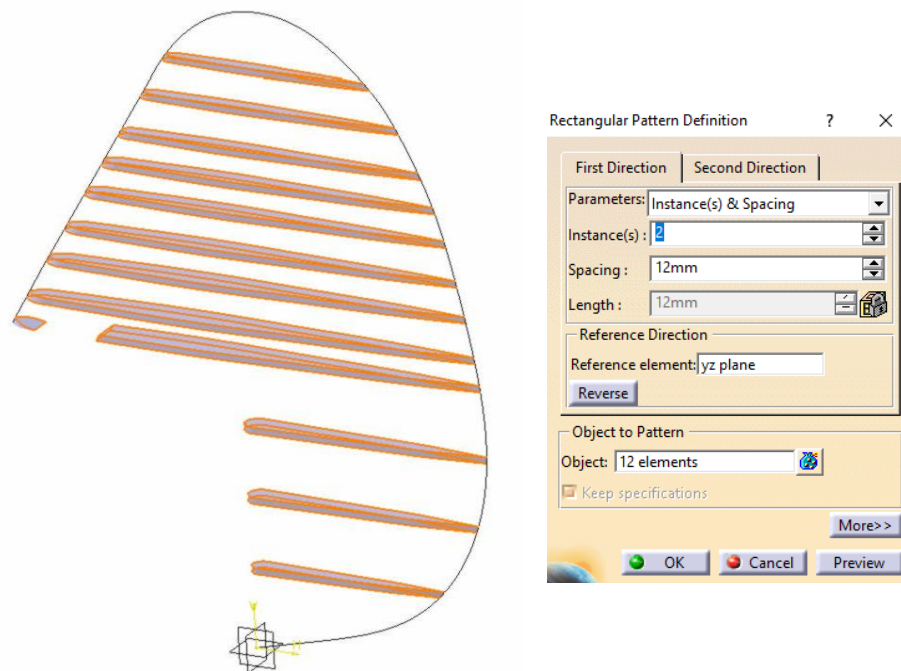 Rectangular Pattern Definition ? ×
First Direction Second Direction
Parameters: Instance(s) & Spacing
Instance(s) : 2
Spacing : 12mm
Length : 12mm
Reference Direction
Reference element: yz plane
Reverse
Object to Pattern
Object: 12 elements
Keep specifications
More>>
OK Cancel Preview